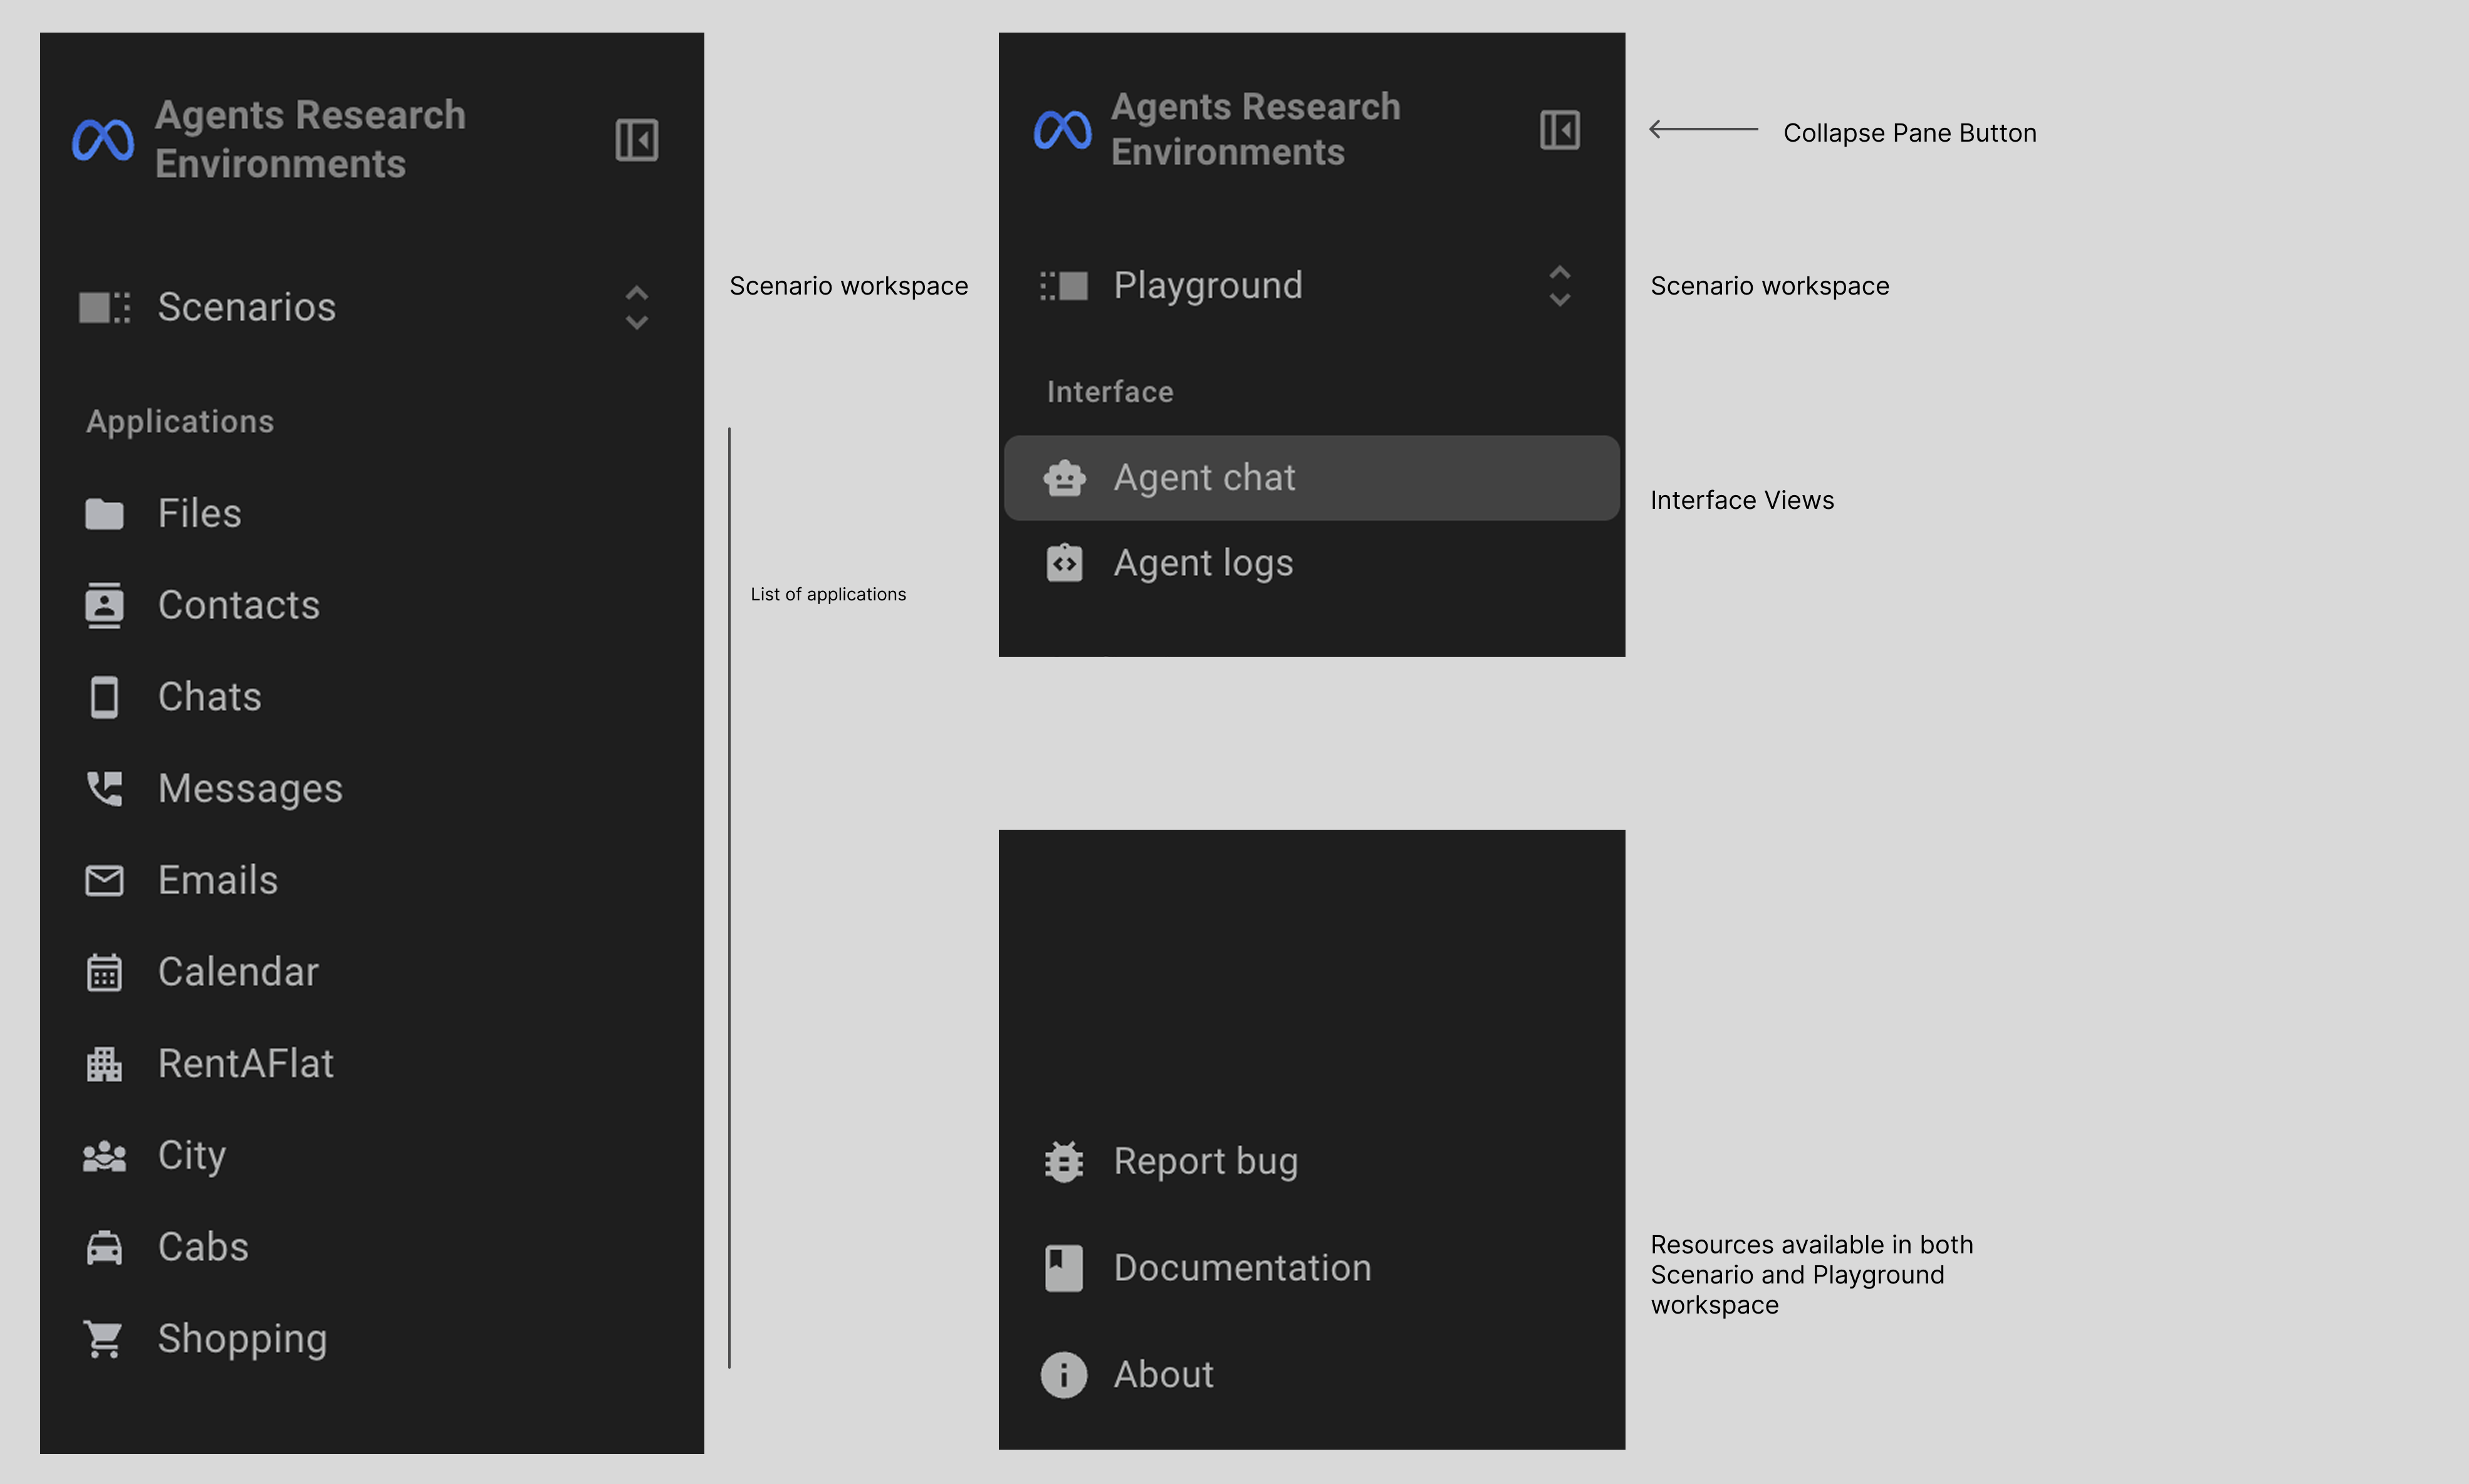 Agents Research
Environments
Scenarios
Scenario workspace
Applications
Files
Contacts
Chats
Messages
Emails
Calendar
RentAFlat
City
Cabs
Shopping
List of applications
Agents Research
Environments
Collapse Pane Button
Playground
Scenario workspace
Interface
Agent chat
Agent logs
Interface Views
Report bug
Documentation
About
Resources available in both
Scenario and Playground
workspace